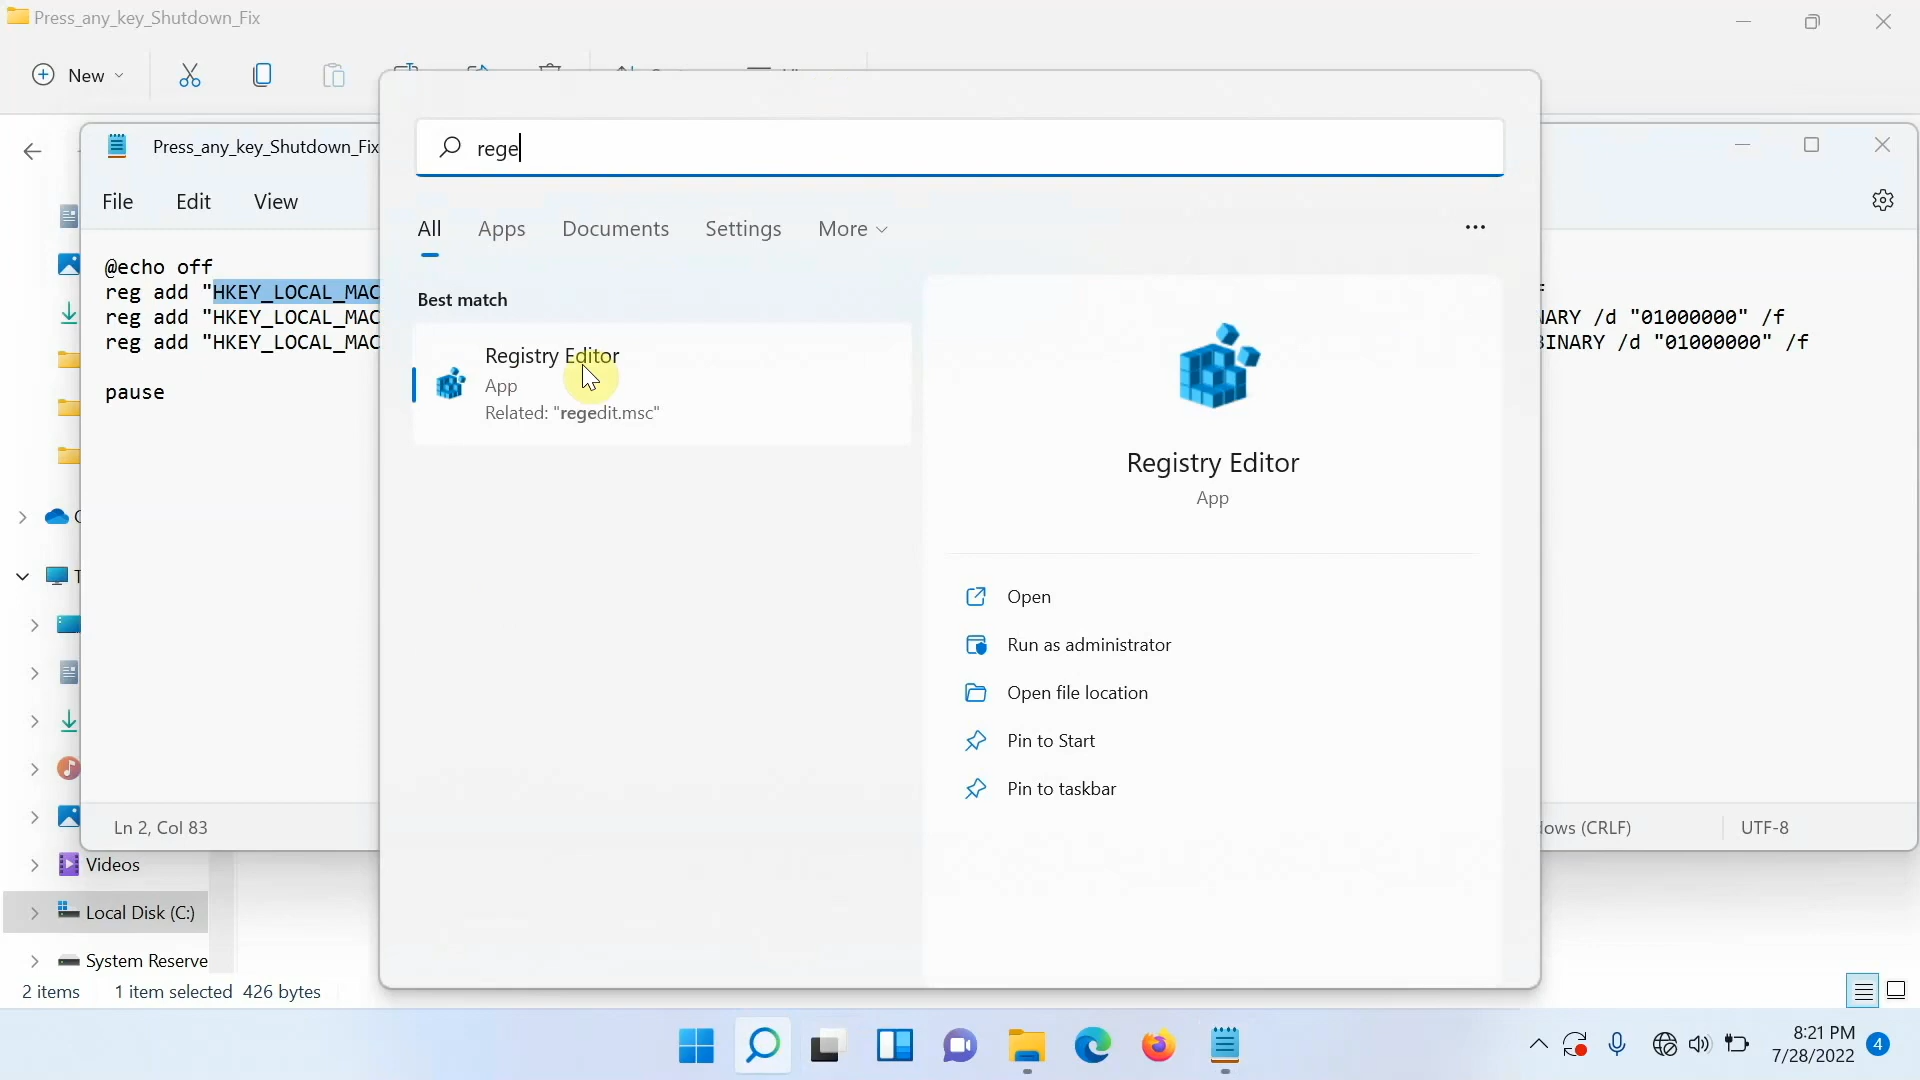 Press_any_key_Shutdown_Fix
New
Press_any_key_Shutdown_Fix
File Edit View
@echo off
reg add "HKEY_LOCAL_MAC
reg add "HKEY_LOCAL_MAC
NARY /d "01000000" /f
reg add "HKEY_LOCAL_MAC
BINARY /d "01000000" /f
pause
Ln 2, Col 83
UTF-8
rege
All Apps Documents Settings More
Best match
Registry Editor
App
Related: "regedit.msc"
Registry Editor
App
Open
Run as administrator
Open file location
Pin to Start
Pin to taskbar
(CRLF)
Videos
Local Disk (C:)
System Reserve
2 items 1 item selected 426 bytes
8:21 PM
7/28/2022
4